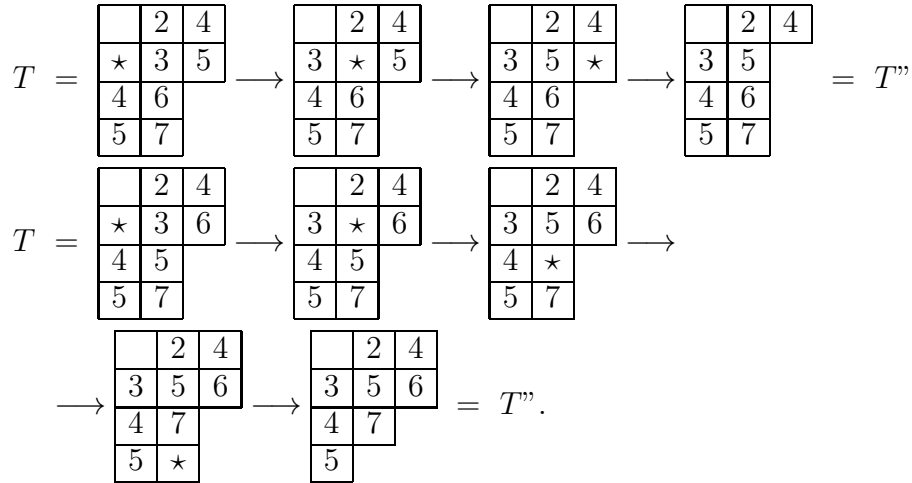 2 4 2 4 2 4 2 4
T = ⋆ 3 5 ⟶ 3 ⋆ 5 ⟶ 3 5 ⋆ ⟶ 3 5 = T”
4 6 4 6 4 6 4 6
5 7 5 7 5 7 5 7
2 4 2 4 2 4
T = ⋆ 3 6 ⟶ 3 ⋆ 6 ⟶ 3 5 6 ⟶
4 5 4 5 4 ⋆
5 7 5 7 5 7
2 4 2 4
⟶ 3 5 6 ⟶ 3 5 6 = T”.
4 7 4 7
5 ⋆ 5